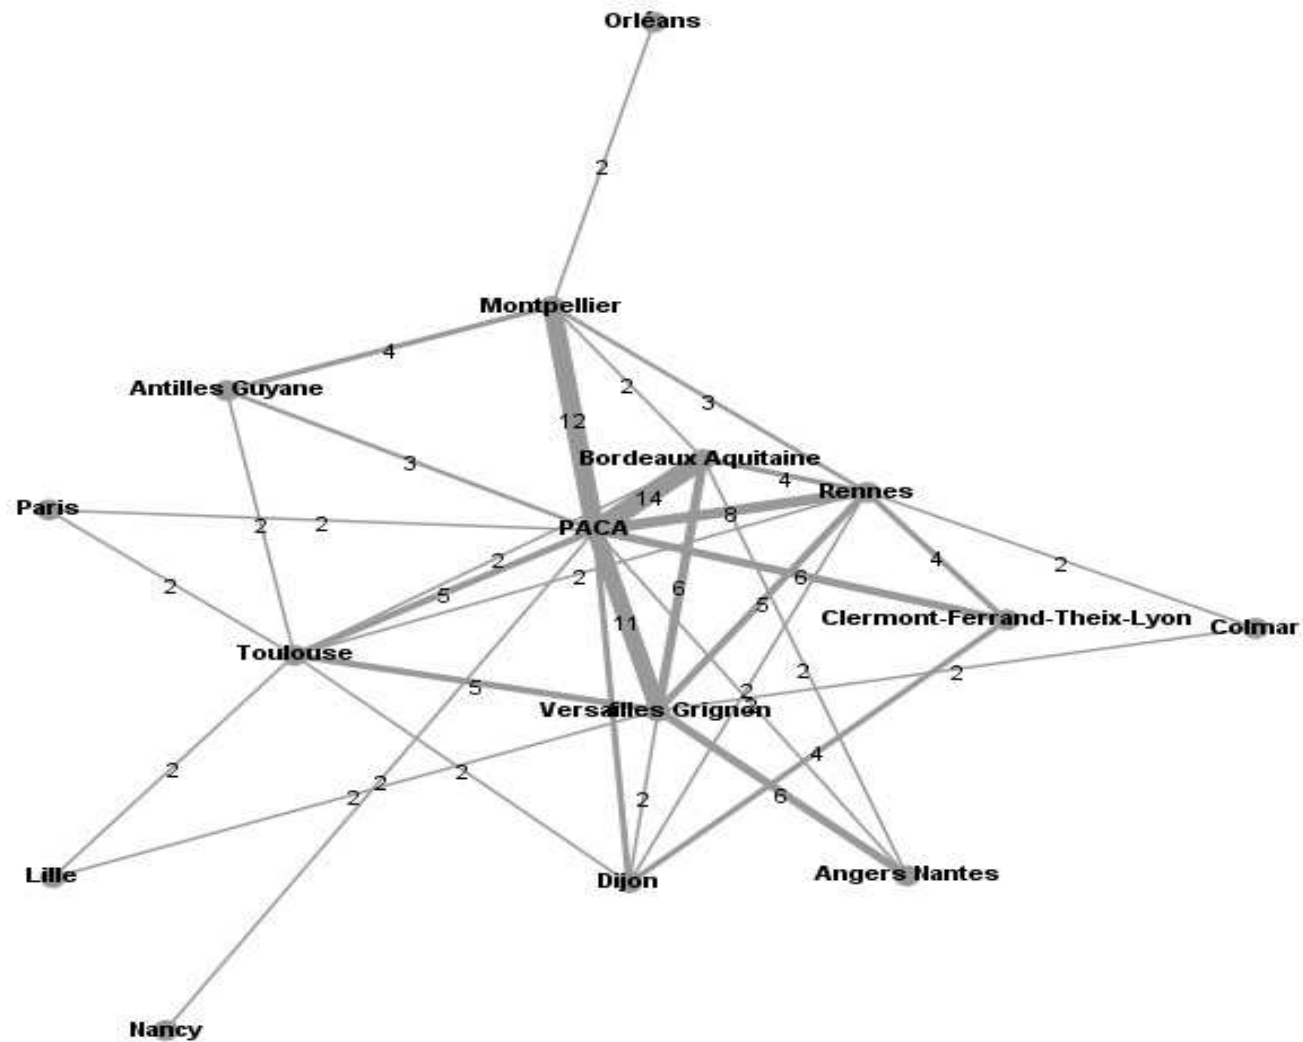 Orléans
2
Montpellier
4
Antilles Guyane
2
3
12
Bordeaux Aquitaine
3
4
14
Rennes
Paris
2
2
8
PACA
2
2
4
2
2
5
6
6
5
Clermont-Ferrand-Theix-Lyon
11
Colmar
Toulouse
2
2
5
2
Versailles Grignon
4
2
2
2
2
2
6
Lille
Dijon
Angers Nantes
Nancy